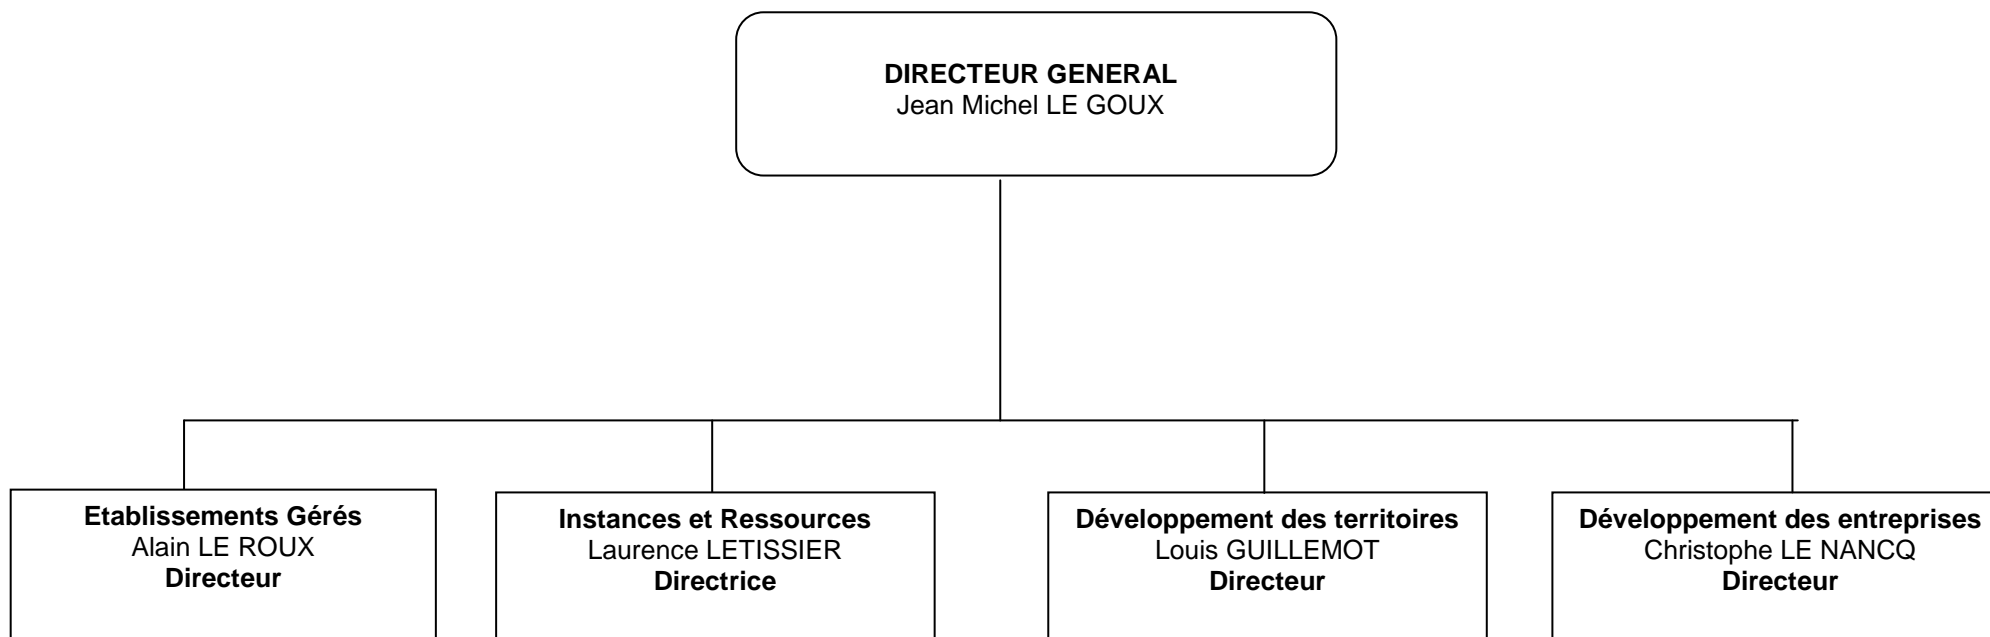 DIRECTEUR GENERAL
Jean Michel LE GOUX
Etablissements Gérés
Alain LE ROUX
Directeur
Instances et Ressources
Laurence LETISSIER
Directrice
Développement des territoires
Louis GUILLEMOT
Directeur
Développement des entreprises
Christophe LE NANCQ
Directeur